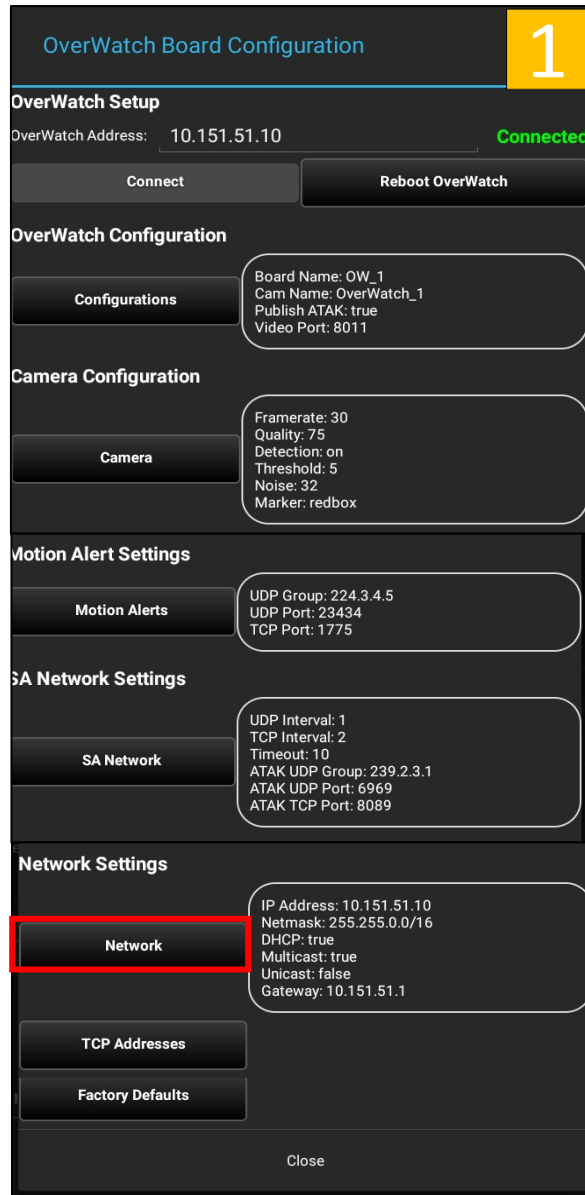 OverWatch Board Configuration
1
OverWatch Setup
OverWatch Address: 10.151.51.10 Connected
Connect Reboot OverWatch
OverWatch Configuration
Configurations
Board Name: OW_1
Cam Name: OverWatch_1
Publish ATAK: true
Video Port: 8011
Camera Configuration
Camera
Framerate: 30
Quality: 75
Detection: on
Threshold: 5
Noise: 32
Marker: redbox
Motion Alert Settings
Motion Alerts
UDP Group: 224.3.4.5
UDP Port: 23434
TCP Port: 1775
SA Network Settings
SA Network
UDP Interval: 1
TCP Interval: 2
Timeout: 10
ATAK UDP Group: 239.2.3.1
ATAK UDP Port: 6969
ATAK TCP Port: 8089
Network Settings
Network
IP Address: 10.151.51.10
Netmask: 255.255.0.0/16
DHCP: true
Multicast: true
Unicast: false
Gateway: 10.151.51.1
TCP Addresses
Factory Defaults
Close